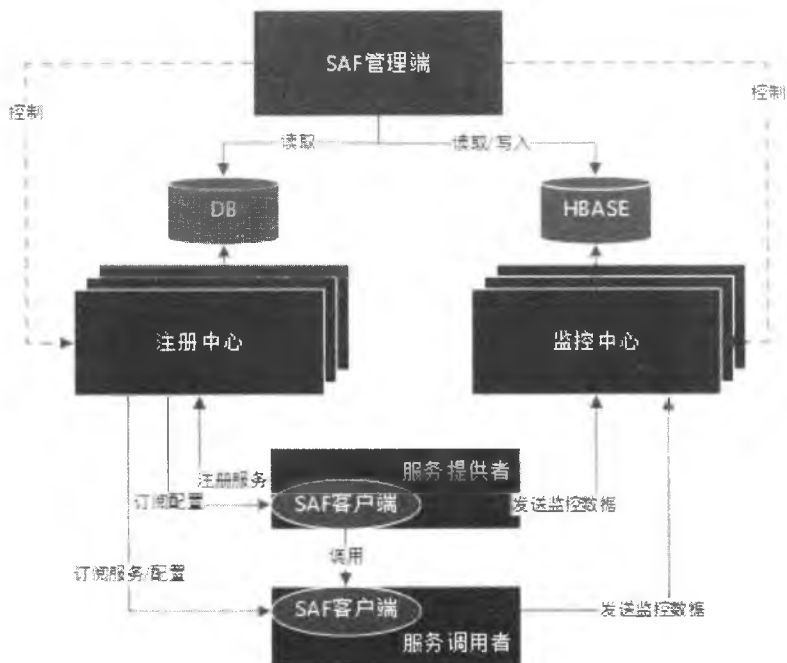 SAF管理端
控制
控制
读取
读取/写入
DB
HBASE
注册中心
监控中心
注册服务
服务提供者
订阅配置
SAF客户端
发送监控数据
调用
订阅服务/配置
SAF客户端
发送监控数据
服务调用者